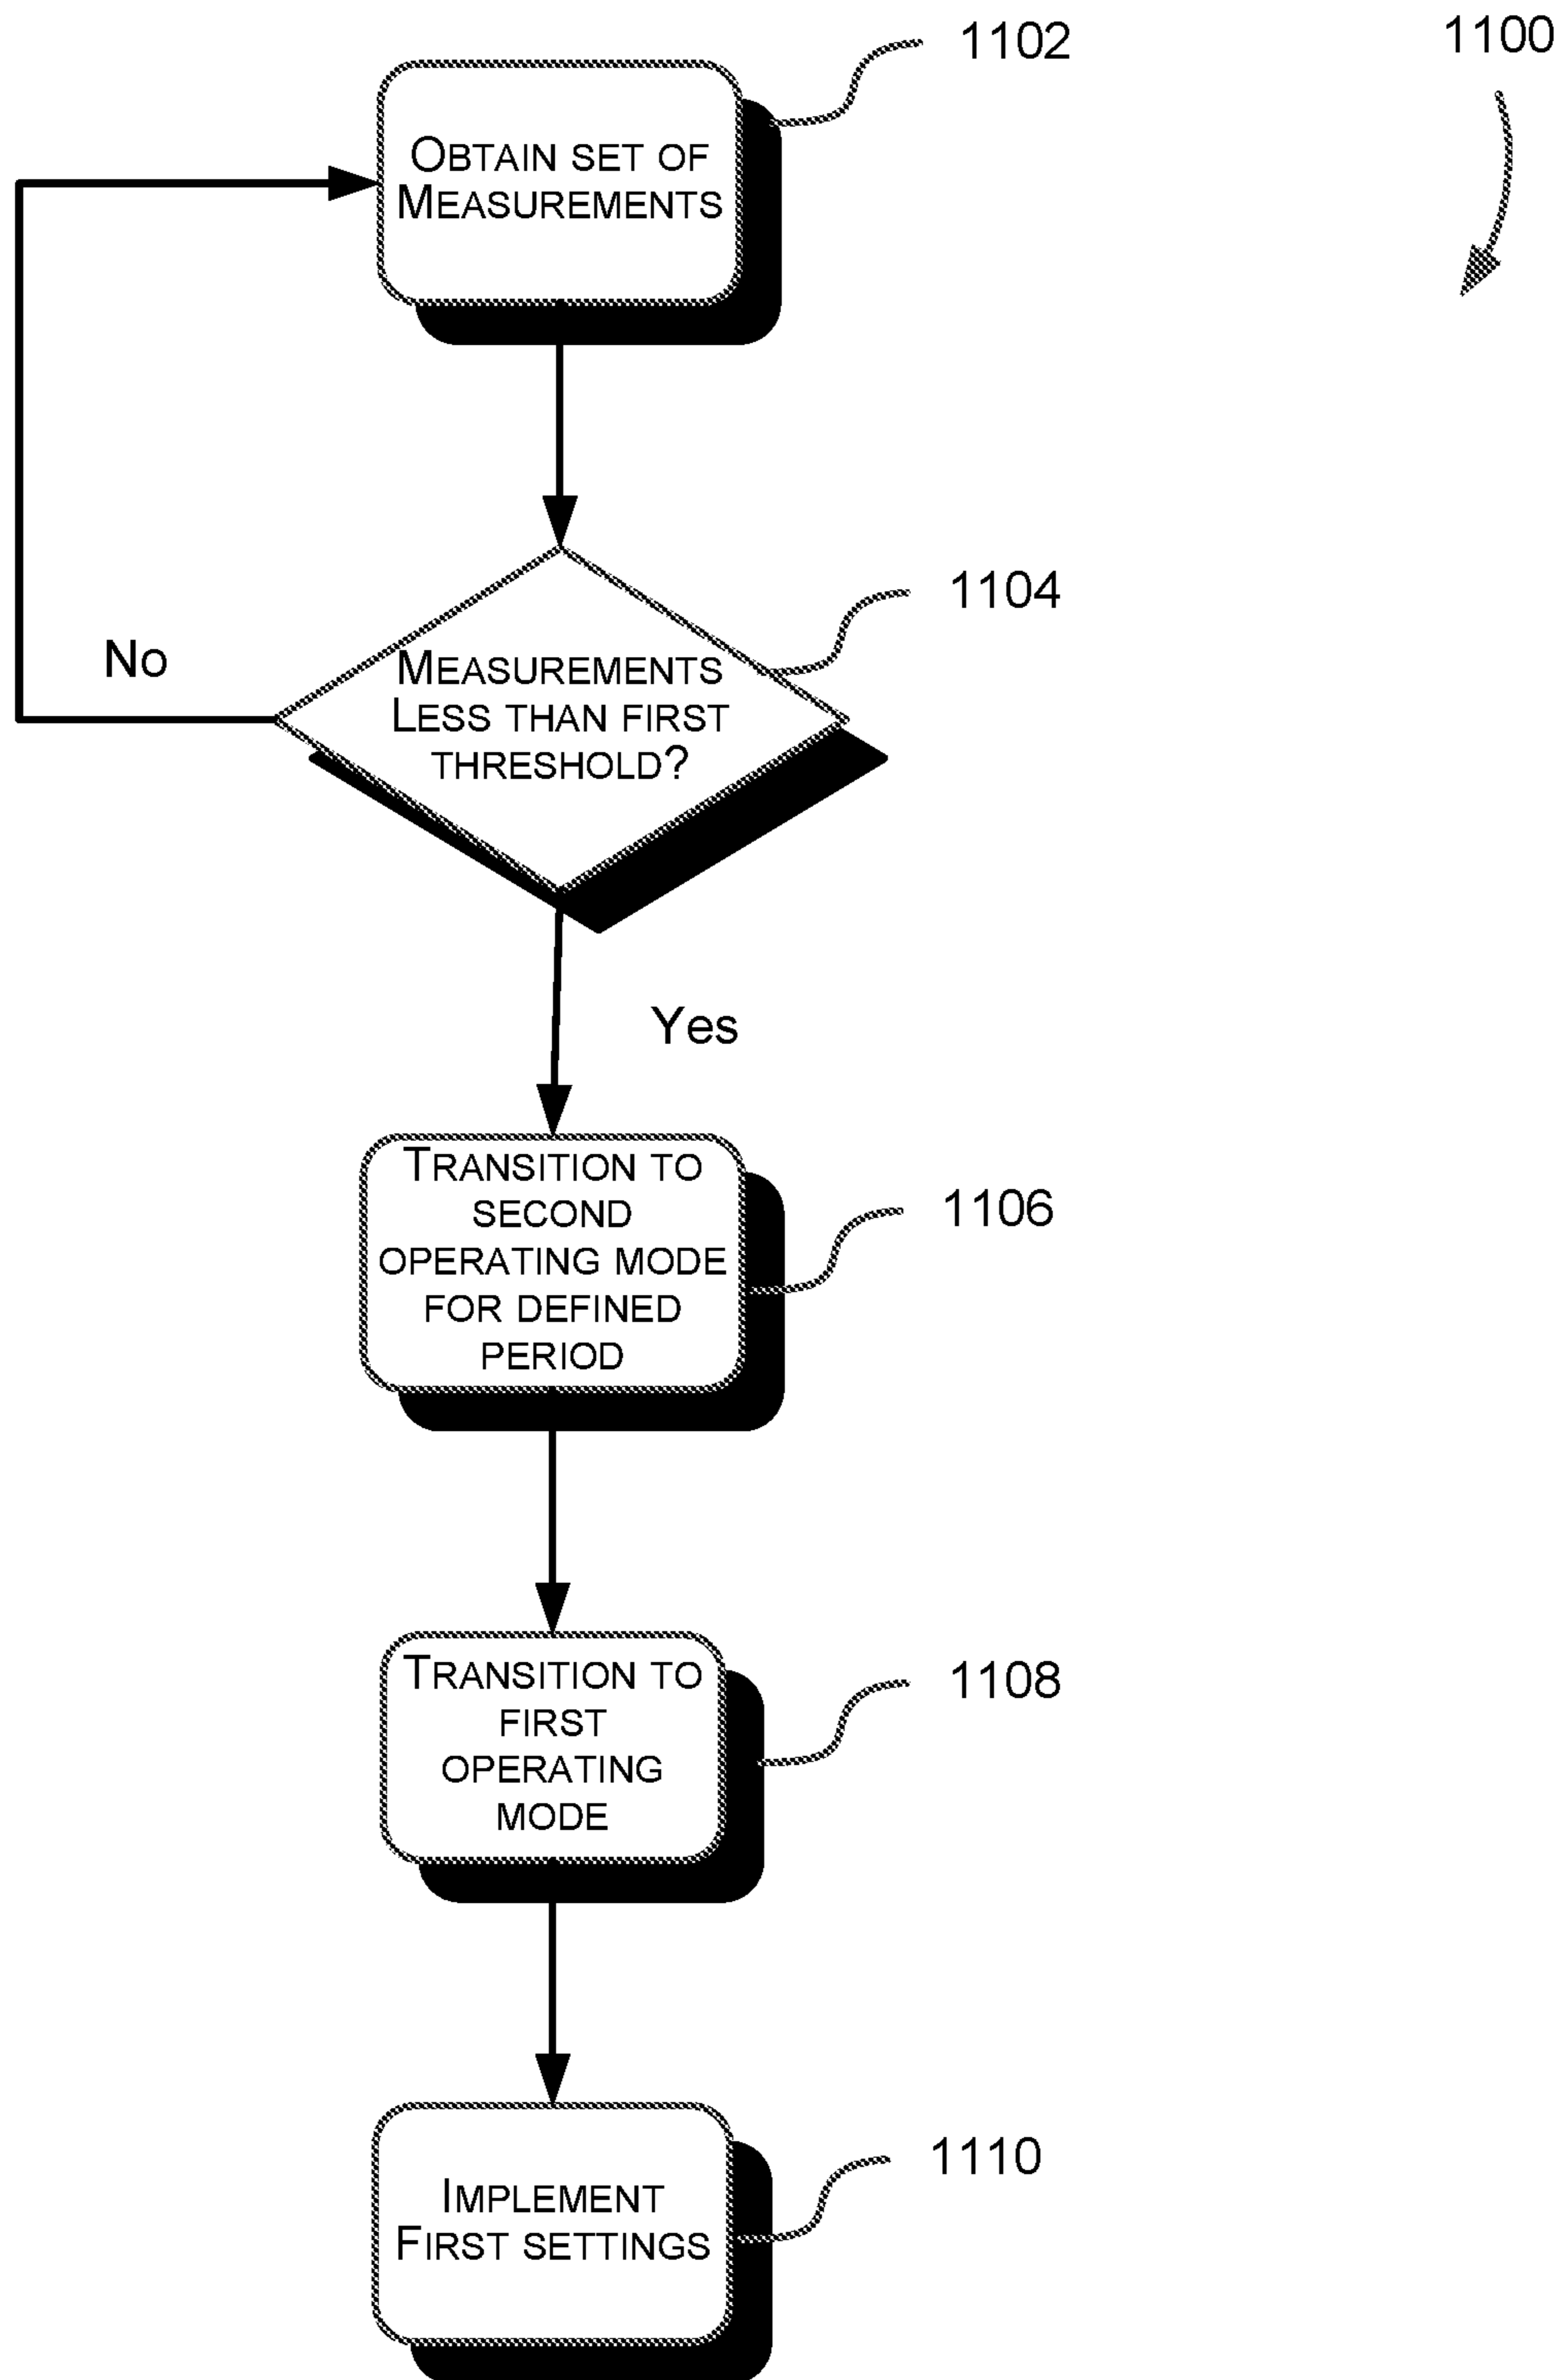 1102
1100
OBTAIN SET OF
MEASUREMENTS
1104
No
MEASUREMENTS
LESS THAN FIRST
THRESHOLD?
Yes
TRANSITION TO
SECOND
OPERATING MODE
FOR DEFINED
PERIOD
1106
TRANSITION TO
FIRST
OPERATING
MODE
1108
IMPLEMENT
FIRST SETTINGS
1110